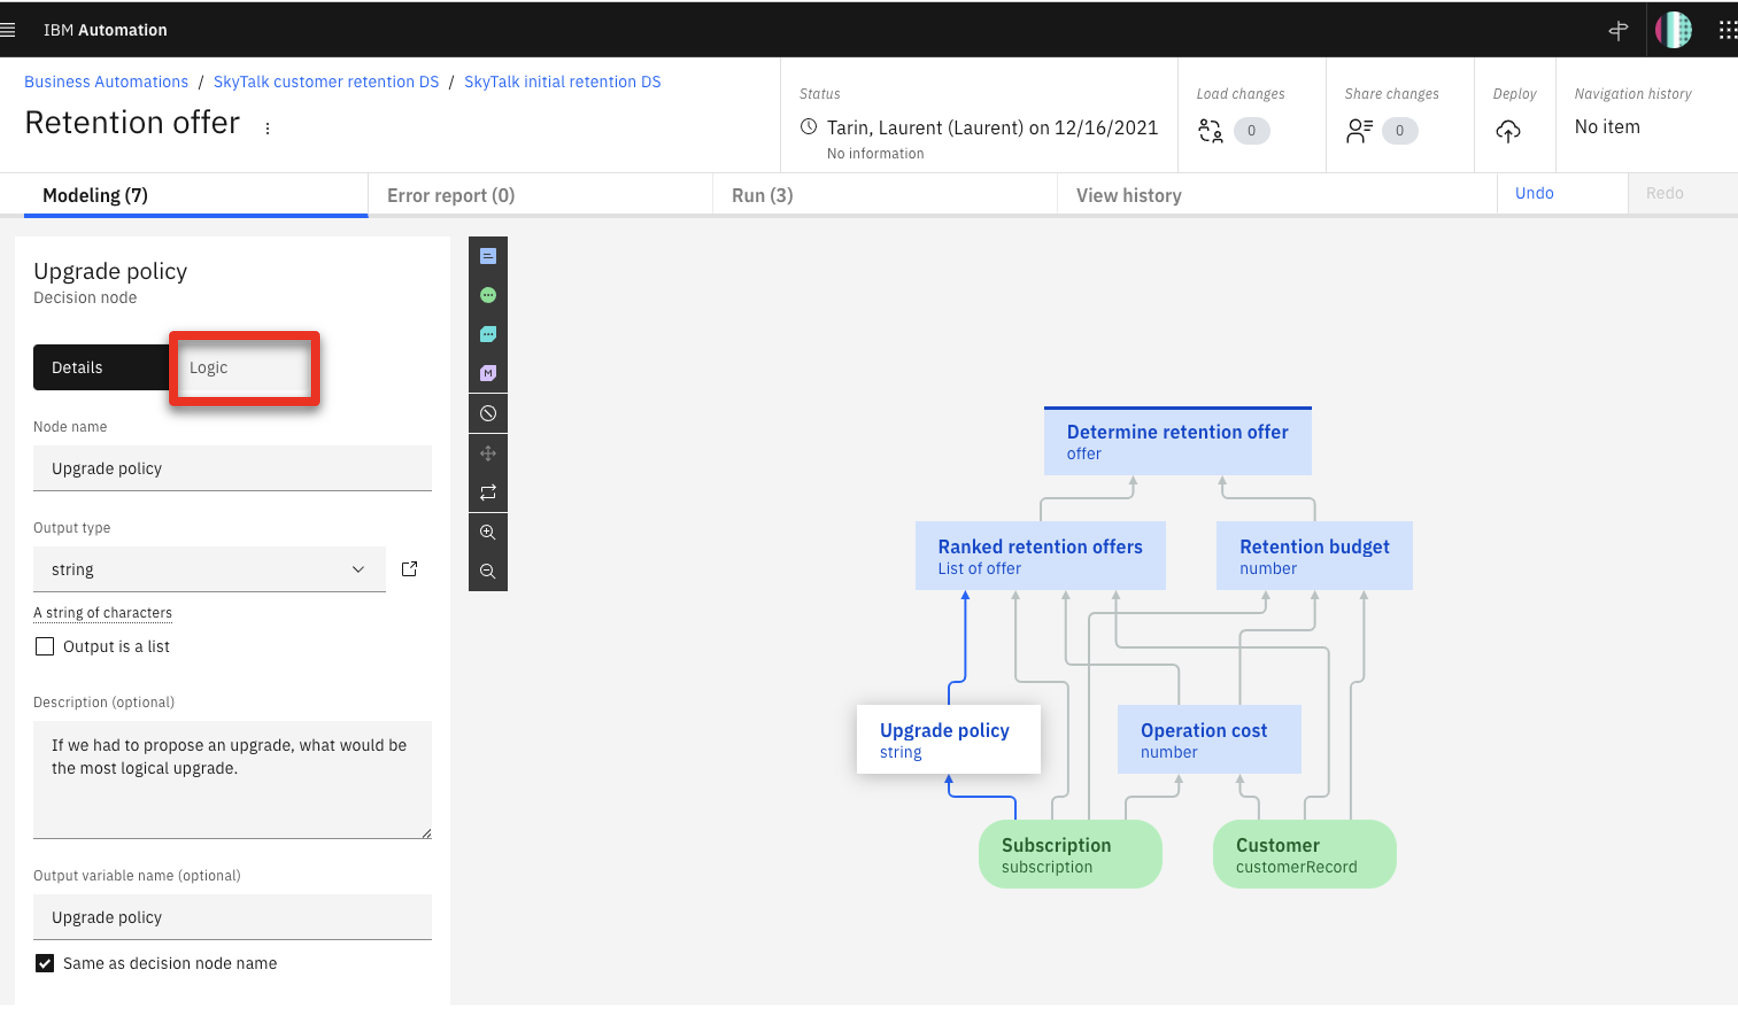 IBM Automation
Business Automations / SkyTalk customer retention DS / SkyTalk initial retention DS
Retention offer
Status
Tarin, Laurent (Laurent) on 12/16/2021
No information
Load changes
0
Share changes
0
Deploy
Navigation history
No item
Modeling (7)
Error report (0)
Run (3)
View history
Undo
Redo
Upgrade policy
Decision node
Details
Logic
Node name
Upgrade policy
Output type
string
A string of characters
Output is a list
Description (optional)
If we had to propose an upgrade, what would be
the most logical upgrade.
Output variable name (optional)
Upgrade policy
Same as decision node name
M
Determine retention offer
offer
Ranked retention offers
List of offer
Retention budget
number
Upgrade policy
string
Operation cost
number
Subscription
subscription
Customer
customerRecord